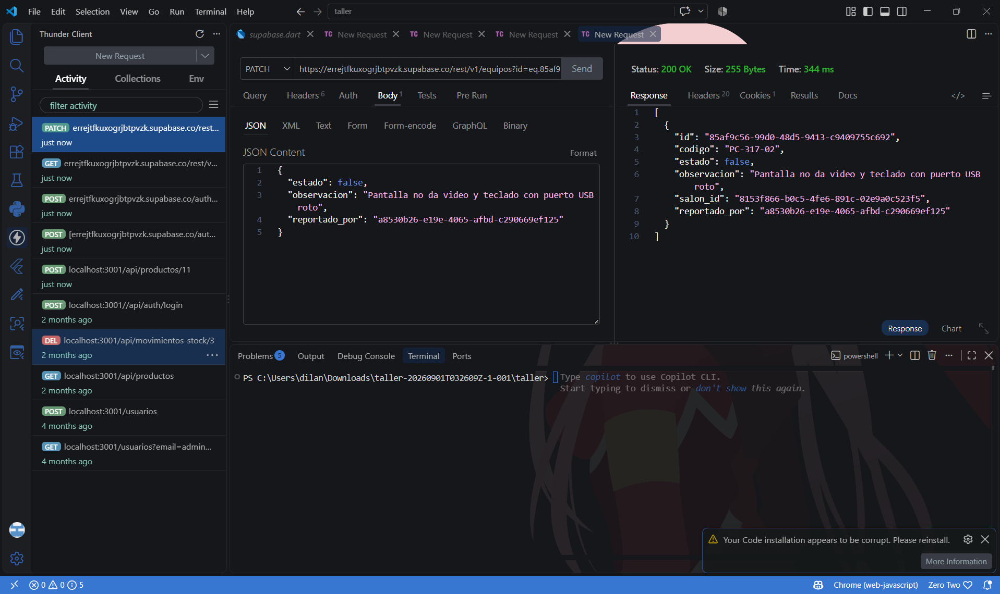 File Edit Selection View Go Run Terminal Help
taller
Thunder Client
New Request
Activity Collections Env
filter activity
PATCH errejtfkuxogrjbtpvzk.supabase.co/rest...
just now
GET errejtfkuxogrjbtpvzk.supabase.co/rest/v...
just now
POST errejtfkuxogrjbtpvzk.supabase.co/auth...
just now
POST [errejtfkuxogrjbtpvzk.supabase.co/aut...
just now
POST localhost:3001/api/productos/11
just now
POST localhost:3001//api/auth/login
2 months ago
DEL localhost:3001/api/movimientos-stock/3
2 months ago
GET localhost:3001/api/productos
2 months ago
POST localhost:3001/usuarios
4 months ago
GET localhost:3001/usuarios?email=admin...
4 months ago
supabase.dart TC New Request TC New Request TC New Request TC New Request
PATCH https://errejtfkuxogrjbtpvzk.supabase.co/rest/v1/equipos?id=eq.85af9 Send
Query Headers 6 Auth Body 1 Tests Pre Run
JSON XML Text Form Form-encode GraphQL Binary
JSON Content Format
1 {
2 "estado": false,
3 "observacion": "Pantalla no da video y teclado con puerto USB
roto",
4 "reportado_por": "a8530b26-e19e-4065-afbd-c290669ef125"
5 }
Status: 200 OK Size: 255 Bytes Time: 344 ms
Response Headers 20 Cookies 1 Results Docs </>
1 [
2 {
3 "id": "85af9c56-99d0-48d5-9413-c9409755c692",
4 "codigo": "PC-317-02",
5 "estado": false,
6 "observacion": "Pantalla no da video y teclado con puerto USB
roto",
7 "salon_id": "8153f866-b0c5-4fe6-891c-02e9a0c523f5",
8 "reportado_por": "a8530b26-e19e-4065-afbd-c290669ef125"
9 }
10 ]
Response Chart
Problems 5 Output Debug Console Terminal Ports powershell
PS C:\Users\dilan\Downloads\taller-20260901T032609Z-1-001\taller> Type copilot to use Copilot CLI.
Start typing to dismiss or don't show this again.
Your Code installation appears to be corrupt. Please reinstall.
More Information
0 0 5 Chrome (web-javascript) Zero Two